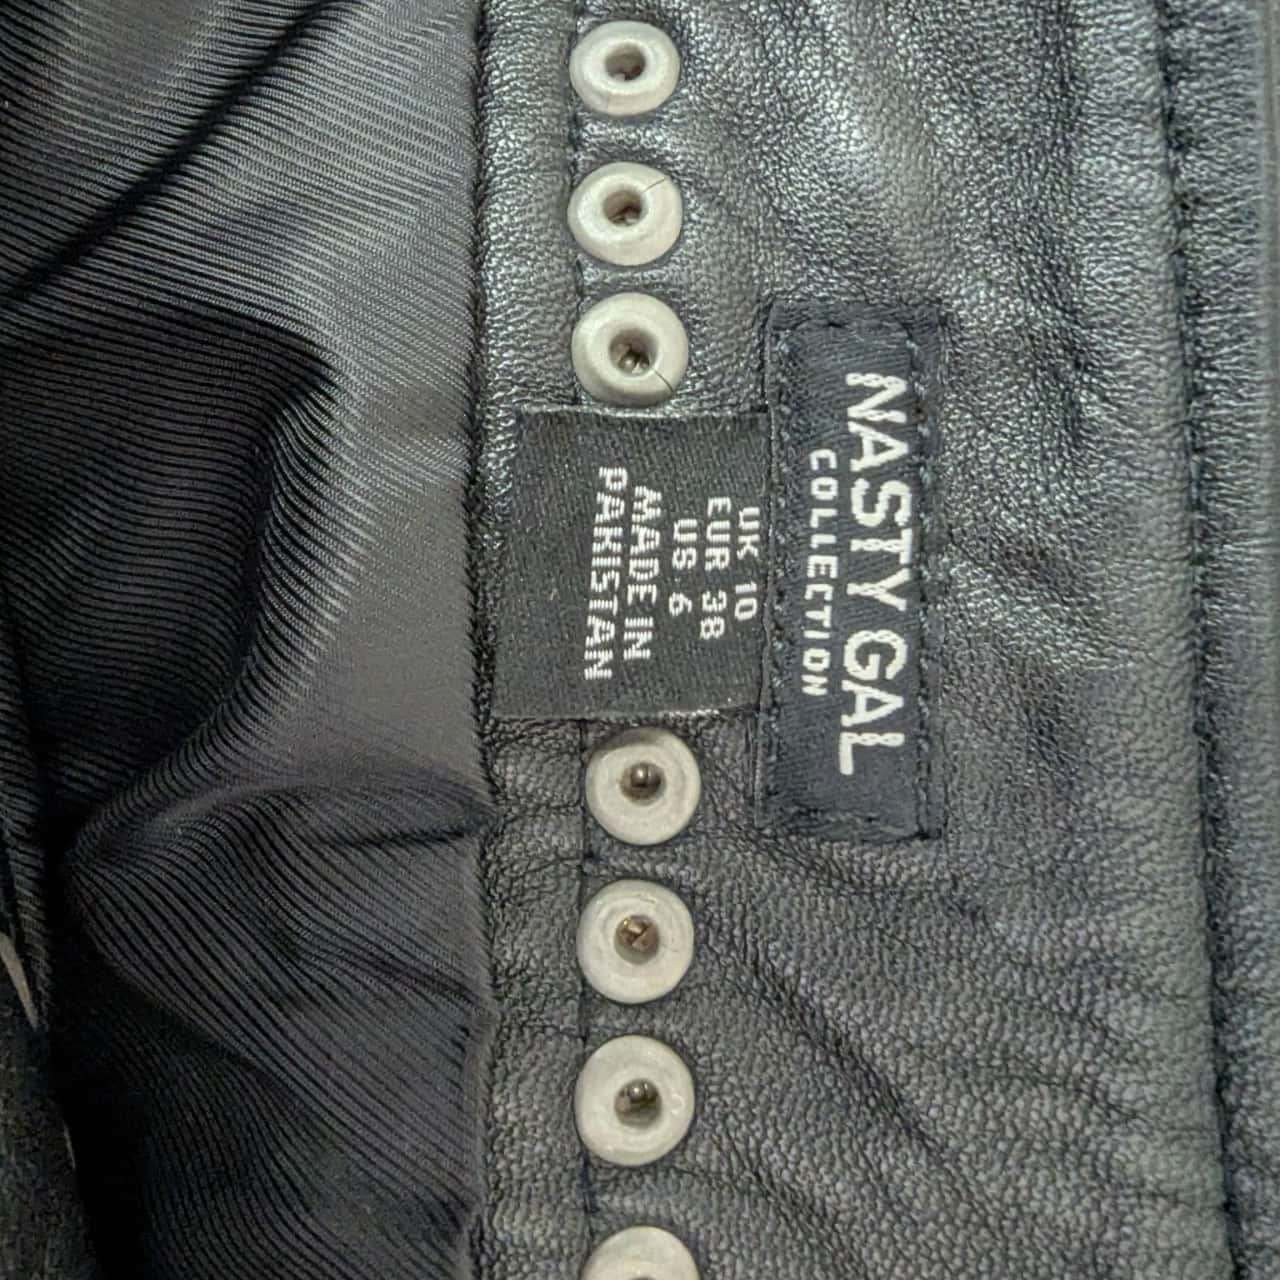 NASTY GAL
COLLECTION
UK 10
EUR 38
US 6
MADE IN
PAKISTAN